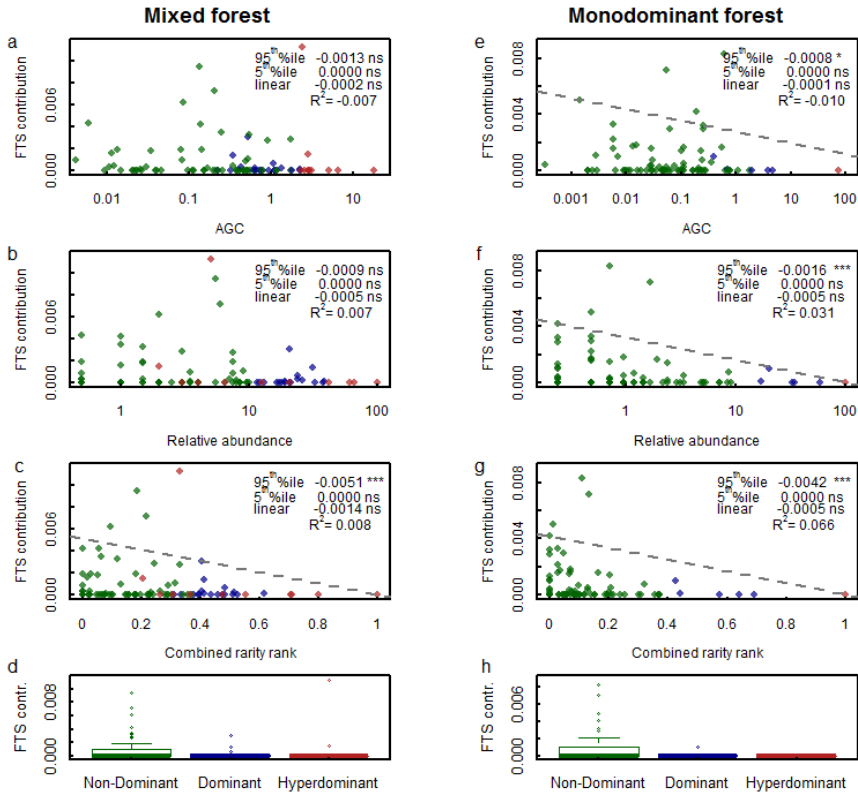 Mixed forest
a
FTS contribution
0.000 0.006
95th%ile -0.0013 ns
5th%ile 0.0000 ns
linear -0.0002 ns
R2= -0.007
0.01 0.1 1 10
AGC
b
FTS contribution
0.000 0.006
95th%ile -0.0009 ns
5th%ile 0.0000 ns
linear -0.0005 ns
R2= 0.007
1 10 100
Relative abundance
c
FTS contribution
0.000 0.006
95th%ile -0.0051 ***
5th%ile 0.0000 ns
linear -0.0014 ns
R2= 0.008
0 0.2 0.4 0.6 0.8 1
Combined rarity rank
d
FTS contr.
0.000 0.008
Non-Dominant Dominant Hyperdominant
Monodominant forest
e
FTS contribution
0.000 0.004 0.008
95th%ile -0.0008 *
5th%ile 0.0000 ns
linear -0.0001 ns
R2= -0.010
0.001 0.01 0.1 1 10 100
AGC
f
FTS contribution
0.000 0.004 0.008
95th%ile -0.0016 ***
5th%ile 0.0000 ns
linear -0.0005 ns
R2= 0.031
1 10 100
Relative abundance
g
FTS contribution
0.000 0.004 0.008
95th%ile -0.0042 ***
5th%ile 0.0000 ns
linear -0.0005 ns
R2= 0.066
0 0.2 0.4 0.6 0.8 1
Combined rarity rank
h
FTS contr.
0.000 0.006
Non-Dominant Dominant Hyperdominant